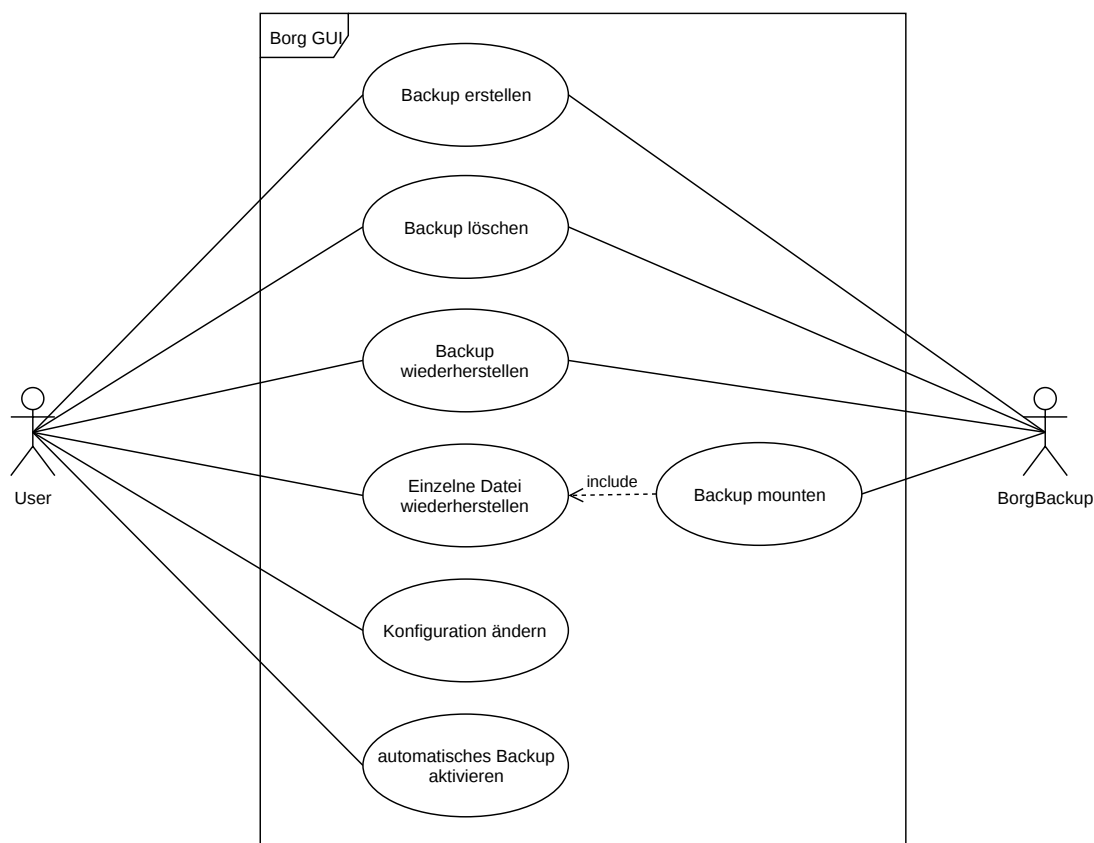 Borg GUI
Backup erstellen
Backup löschen
Backup
wiederherstellen
Einzelne Datei
wiederherstellen
include
Backup mounten
User
BorgBackup
Konfiguration ändern
automatisches Backup
aktivieren